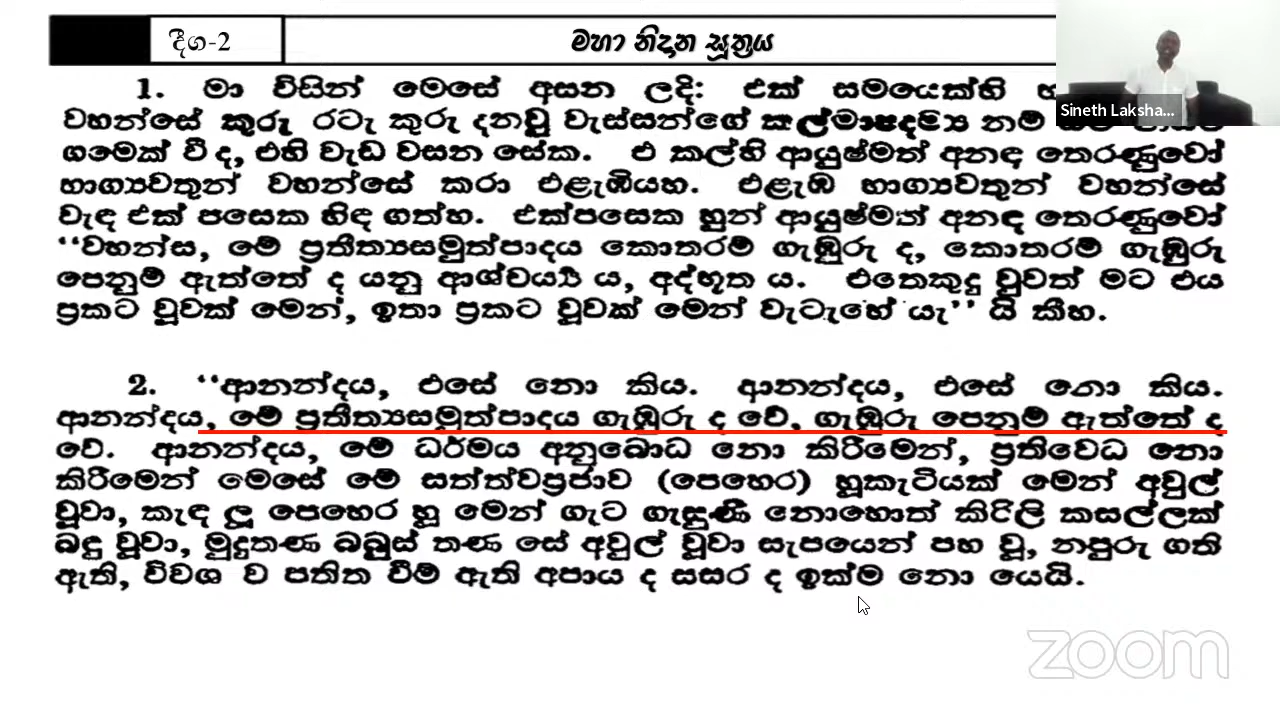 දීඝ-2
මහා නිදාන සූත්‍රය
Sineth Laksha...
1. මා විසින් මෙසේ අසන ලදි: එක් සමයෙක්හි
වහන්සේ කුරු රටැ කුරු දනවු වැස්සන්ගේ කල්මාෂදම්‍ය නම්
ගමෙක් වී ද, එහි වැඩ වසන සේක. එ කල්හි ආයුෂ්මත් අනඳ තෙරණුවෝ
භාග්‍යවතුන් වහන්සේ කරා එළැඹියහ. එළැඹ භාග්‍යවතුන් වහන්සේ
වැඳ එක් පසෙක හිඳ ගත්හ. එක්පසෙක හුන් ආයුෂ්මත් අනඳ තෙරණුවෝ
‘‘වහන්ස, මේ ප්‍රතීත්‍යසමුත්පාදය කොතරම් ගැඹුරු ද, කොතරම් ගැඹුරු
පෙනුම් ඇත්තේ ද යනු ආශ්චර්‍ය්‍ය ය, අද්භූත ය. එතෙකුදු වුවත් මට එය
ප්‍රකට වූවක් මෙන්, ඉතා ප්‍රකට වූවක් මෙන් වැටැහේ යැ’’ යි කීහ.
2. ‘‘ආනන්දය, එසේ නො කිය. ආනන්දය, එසේ නො කිය.
ආනන්දය, මේ ප්‍රතීත්‍යසමුත්පාදය ගැඹුරු ද වේ, ගැඹුරු පෙනුම් ඇත්තේ ද
වේ. ආනන්දය, මේ ධර්මය අනුබොධ නො කිරීමෙන්, ප්‍රතිවෙධ නො
කිරීමෙන් මෙසේ මේ සත්ත්වප්‍රජාව (පෙහෙර) හූකැටියක් මෙන් අවුල්
වූවා, කැඳ ලූ පෙහෙර හූ මෙන් ගැට ගැසුණී නොහොත් කිරිලි කසල්ලක්
බඳු වූවා, මුදුතණ බබුස් තණ සේ අවුල් වූවා සැපයෙන් පහ වූ, නපුරු ගති
ඇති, විවශ ව පතිත වීම් ඇති අපාය ද සසර ද ඉක්ම නො යෙයි.
zoom